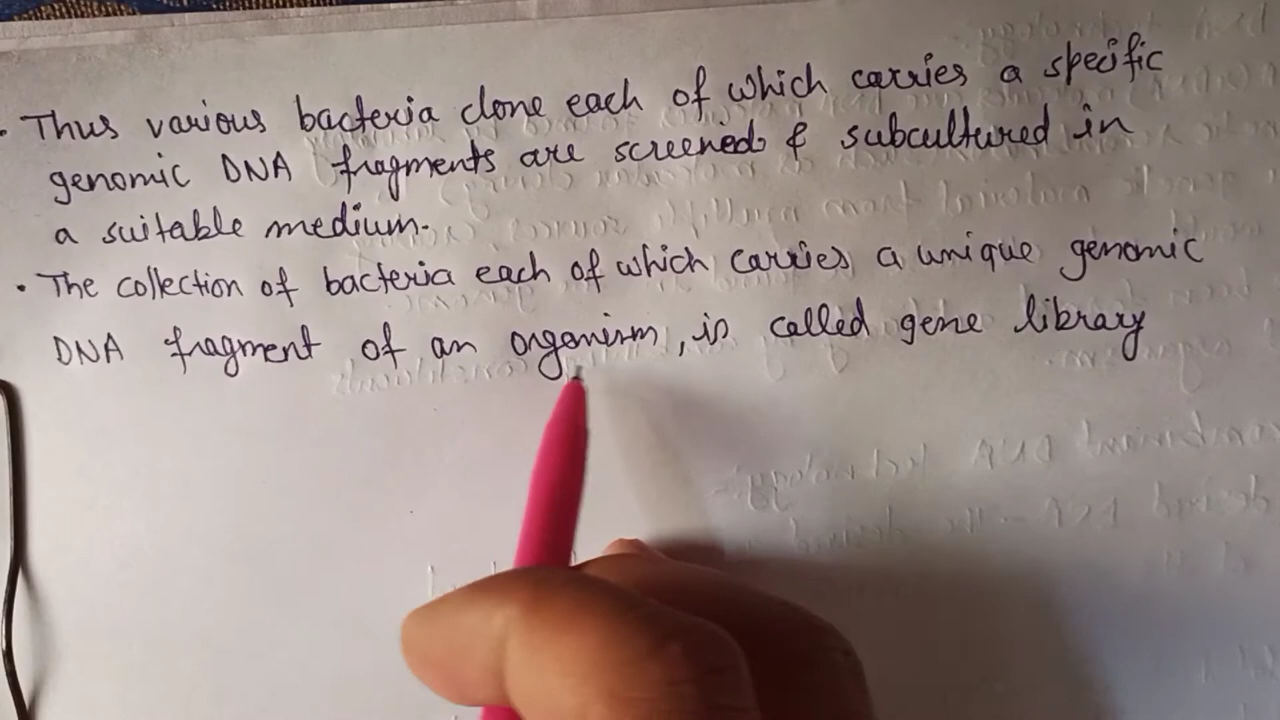 . Thus various bacteria clone each of which carries a specific
genomic DNA fragments are screened & subcultured in
a suitable medium.
. The collection of bacteria each of which carries a unique genomic
DNA fragment of an organism, is called gene library